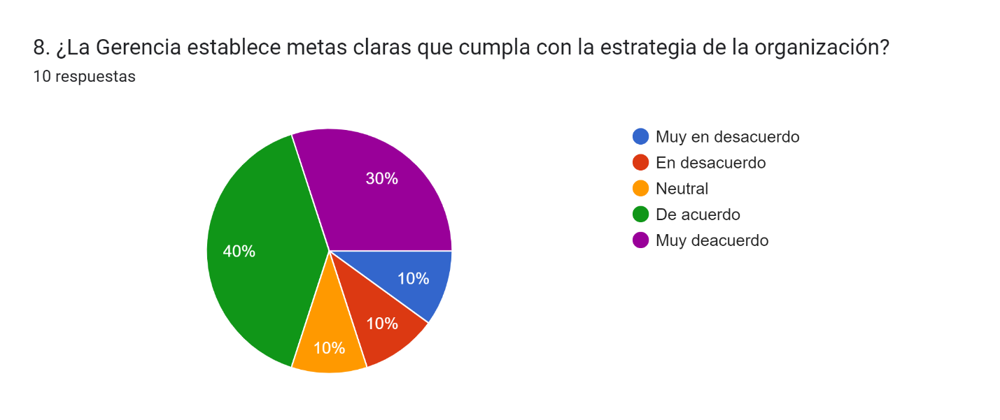 8. ¿La Gerencia establece metas claras que cumpla con la estrategia de la organización?
10 respuestas
Muy en desacuerdo
En desacuerdo
Neutral
De acuerdo
Muy deacuerdo
30%
40%
10%
10%
10%